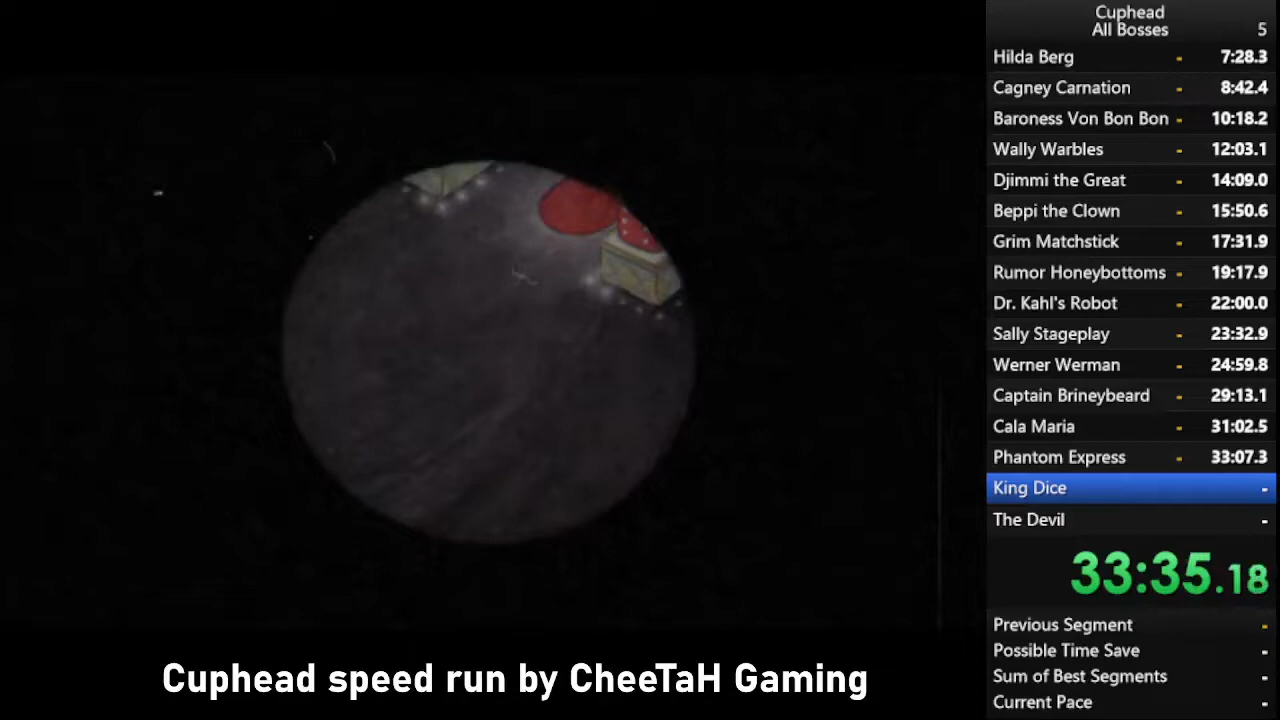 Cuphead
All Bosses 5
Hilda Berg - 7:28.3
Cagney Carnation - 8:42.4
Baroness Von Bon Bon - 10:18.2
Wally Warbles - 12:03.1
Djimmi the Great - 14:09.0
Beppi the Clown - 15:50.6
Grim Matchstick - 17:31.9
Rumor Honeybottoms - 19:17.9
Dr. Kahl's Robot - 22:00.0
Sally Stageplay - 23:32.9
Werner Werman - 24:59.8
Captain Brineybeard - 29:13.1
Cala Maria - 31:02.5
Phantom Express - 33:07.3
King Dice -
The Devil -
33:35.18
Previous Segment -
Possible Time Save -
Sum of Best Segments -
Current Pace -
Cuphead speed run by CheeTaH Gaming